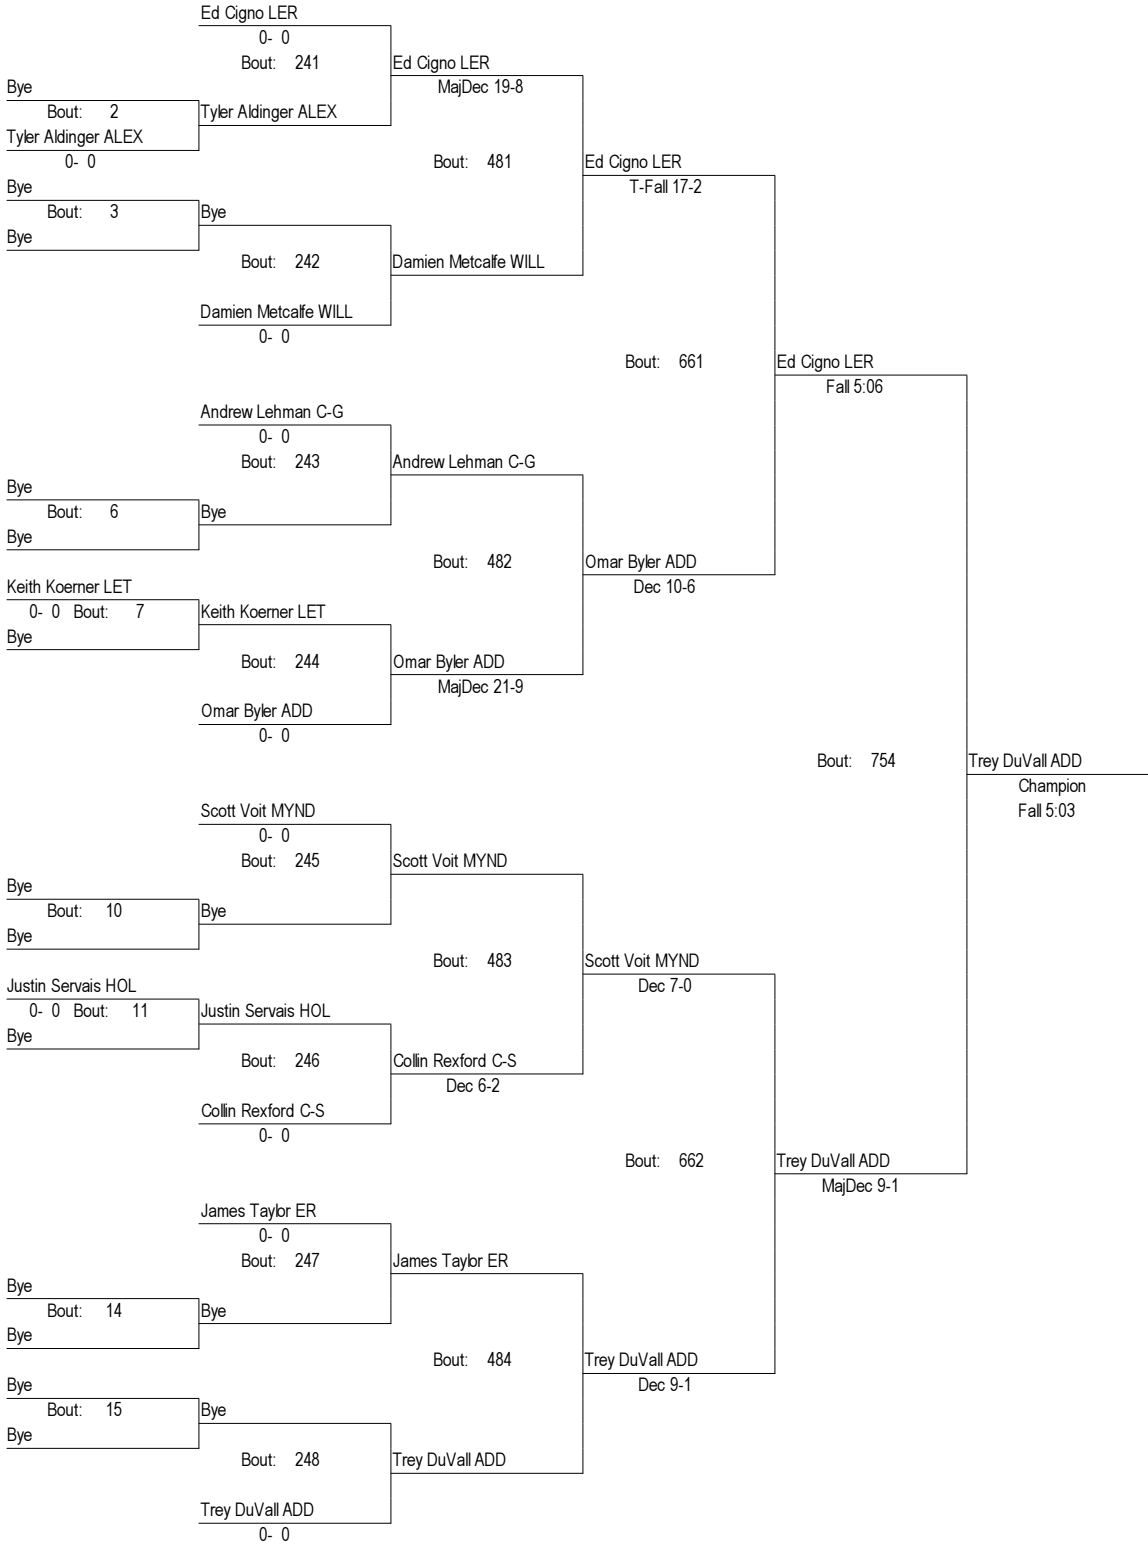 Ed Cigno LER
0- 0
Bout: 241
Ed Cigno LER
Bye
MajDec 19-8
Bout: 2
Tyler Aldinger ALEX
Tyler Aldinger ALEX
0- 0
Bout: 481
Ed Cigno LER
Bye
T-Fall 17-2
Bout: 3
Bye
Bye
Bout: 242
Damien Metcalfe WILL
Damien Metcalfe WILL
0- 0
Bout: 661
Ed Cigno LER
Fall 5:06
Andrew Lehman C-G
0- 0
Bout: 243
Andrew Lehman C-G
Bye
Bout: 6
Bye
Bye
Bout: 482
Omar Byler ADD
Keith Koerner LET
Dec 10-6
0- 0 Bout: 7
Keith Koerner LET
Bye
Bout: 244
Omar Byler ADD
MajDec 21-9
Omar Byler ADD
0- 0
Bout: 754
Trey DuVall ADD
Champion
Fall 5:03
Scott Voit MYND
0- 0
Bout: 245
Scott Voit MYND
Bye
Bout: 10
Bye
Bye
Bout: 483
Scott Voit MYND
Justin Servais HOL
Dec 7-0
0- 0 Bout: 11
Justin Servais HOL
Bye
Bout: 246
Collin Rexford C-S
Dec 6-2
Collin Rexford C-S
0- 0
Bout: 662
Trey DuVall ADD
MajDec 9-1
James Taylor ER
0- 0
Bout: 247
James Taylor ER
Bye
Bout: 14
Bye
Bye
Bout: 484
Trey DuVall ADD
Bye
Dec 9-1
Bout: 15
Bye
Bye
Bout: 248
Trey DuVall ADD
Trey DuVall ADD
0- 0